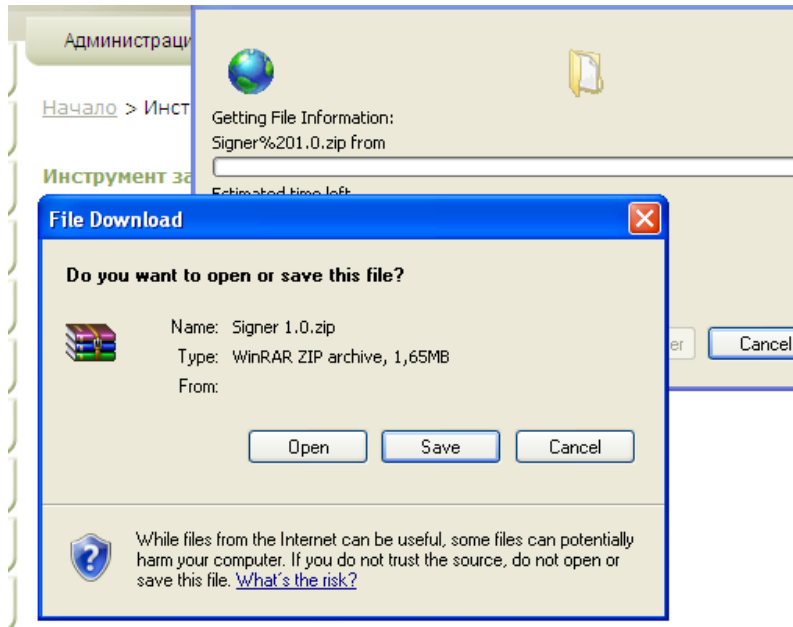 Администраци
Начало > Инст
Инструмент за
Getting File Information:
Signer%201.0.zip from
Estimated time left
Cancel
File Download
Do you want to open or save this file?
Name: Signer 1.0.zip
Type: WinRAR ZIP archive, 1,65MB
From:
Open Save Cancel
While files from the Internet can be useful, some files can potentially
harm your computer. If you do not trust the source, do not open or
save this file. What's the risk?